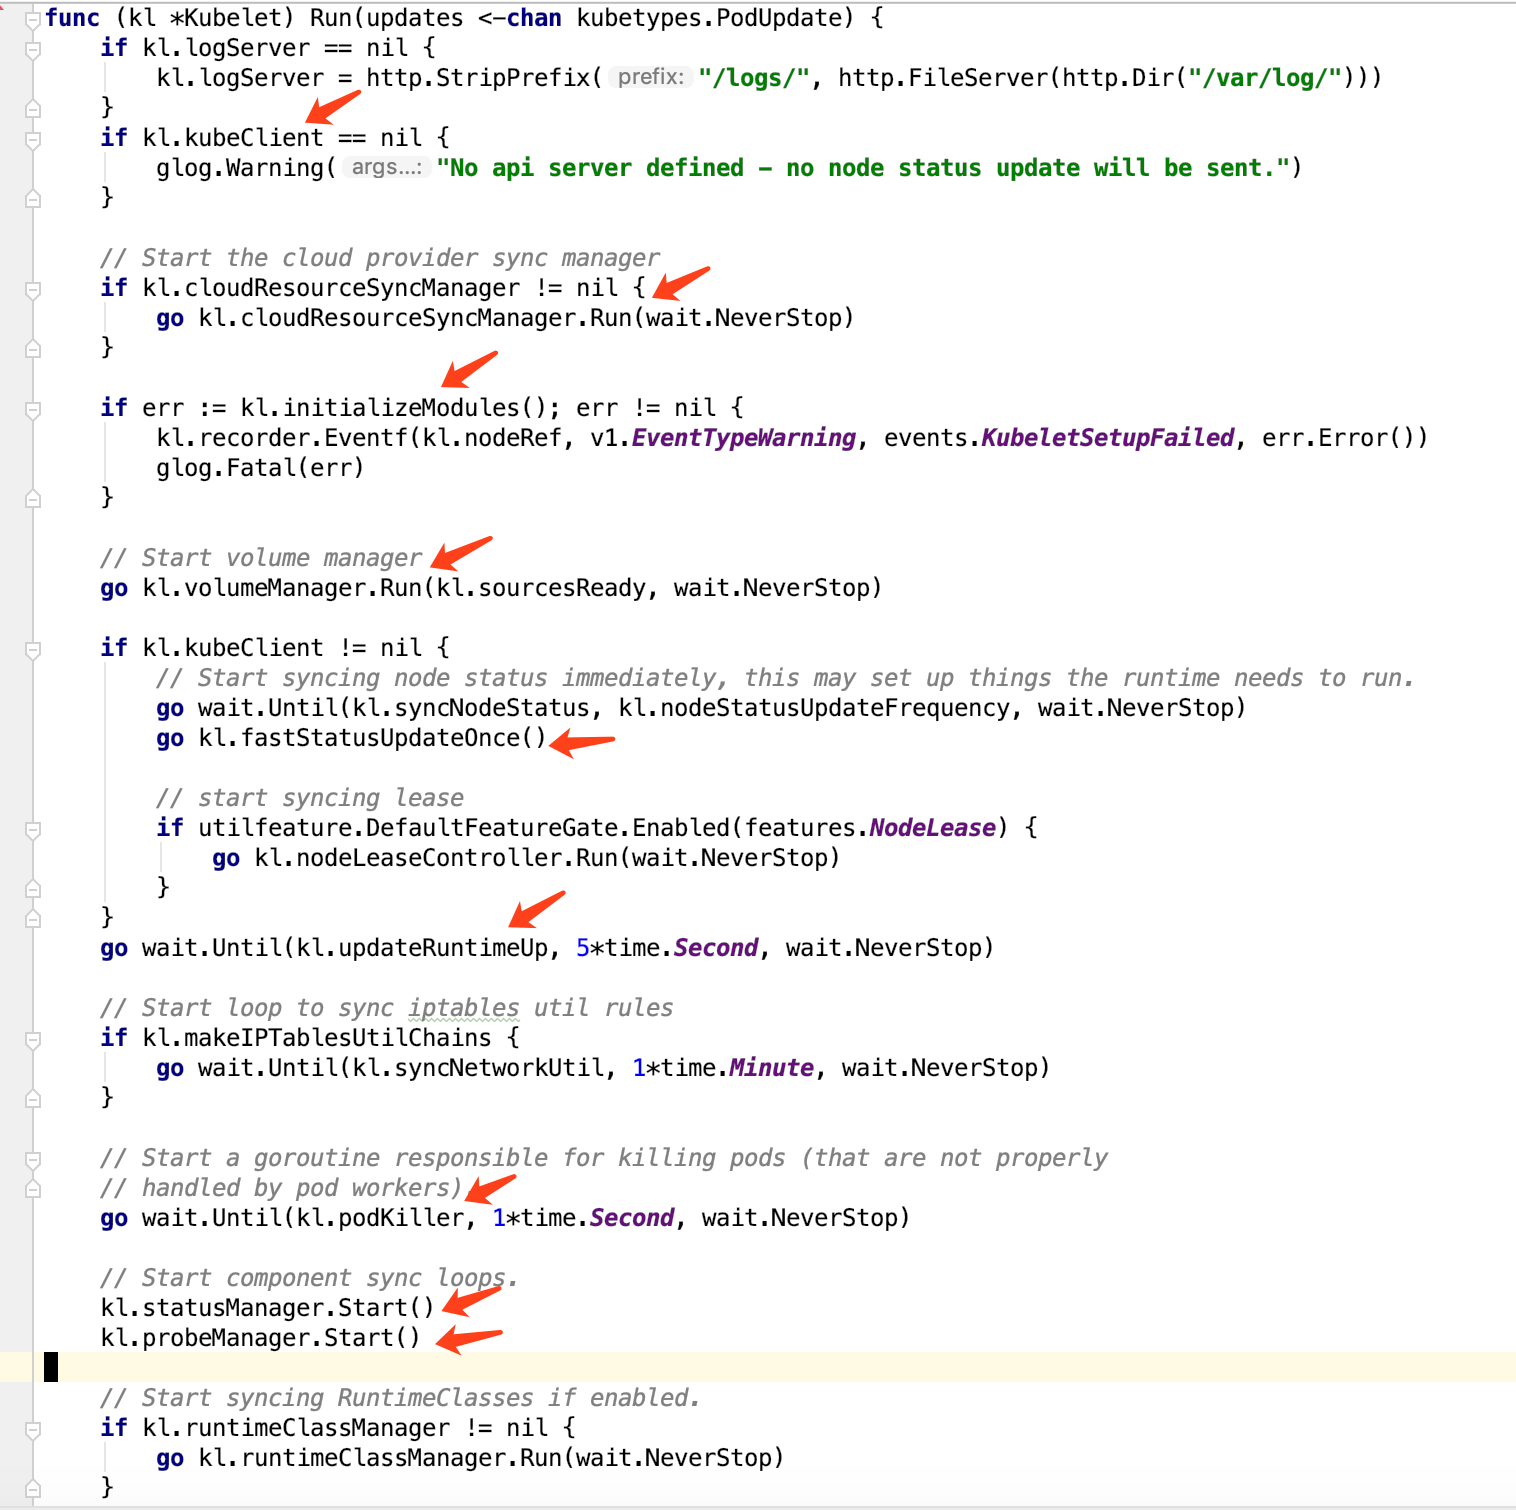 func (kl *Kubelet) Run(updates <-chan kubetypes.PodUpdate) {
    if kl.logServer == nil {
        kl.logServer = http.StripPrefix( prefix: "/logs/", http.FileServer(http.Dir("/var/log/")))
    }
    if kl.kubeClient == nil {
        glog.Warning( args...: "No api server defined - no node status update will be sent.")
    }

    // Start the cloud provider sync manager
    if kl.cloudResourceSyncManager != nil {
        go kl.cloudResourceSyncManager.Run(wait.NeverStop)
    }

    if err := kl.initializeModules(); err != nil {
        kl.recorder.Eventf(kl.nodeRef, v1.EventTypeWarning, events.KubeletSetupFailed, err.Error())
        glog.Fatal(err)
    }

    // Start volume manager
    go kl.volumeManager.Run(kl.sourcesReady, wait.NeverStop)

    if kl.kubeClient != nil {
        // Start syncing node status immediately, this may set up things the runtime needs to run.
        go wait.Until(kl.syncNodeStatus, kl.nodeStatusUpdateFrequency, wait.NeverStop)
        go kl.fastStatusUpdateOnce()

        // start syncing lease
        if utilfeature.DefaultFeatureGate.Enabled(features.NodeLease) {
            go kl.nodeLeaseController.Run(wait.NeverStop)
        }
    }
    go wait.Until(kl.updateRuntimeUp, 5*time.Second, wait.NeverStop)

    // Start loop to sync iptables util rules
    if kl.makeIPTablesUtilChains {
        go wait.Until(kl.syncNetworkUtil, 1*time.Minute, wait.NeverStop)
    }

    // Start a goroutine responsible for killing pods (that are not properly
    // handled by pod workers)
    go wait.Until(kl.podKiller, 1*time.Second, wait.NeverStop)

    // Start component sync loops.
    kl.statusManager.Start()
    kl.probeManager.Start()

    // Start syncing RuntimeClasses if enabled.
    if kl.runtimeClassManager != nil {
        go kl.runtimeClassManager.Run(wait.NeverStop)
    }